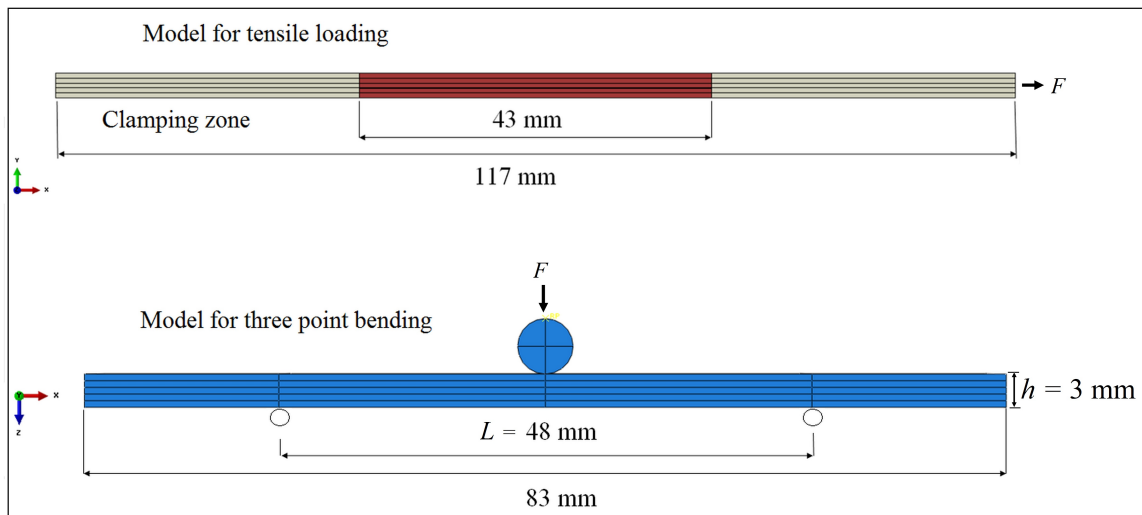 Model for tensile loading
F
Clamping zone
43 mm
Y
X
117 mm
F
Model for three point bending
Y
X
h = 3 mm
Z
L = 48 mm
83 mm